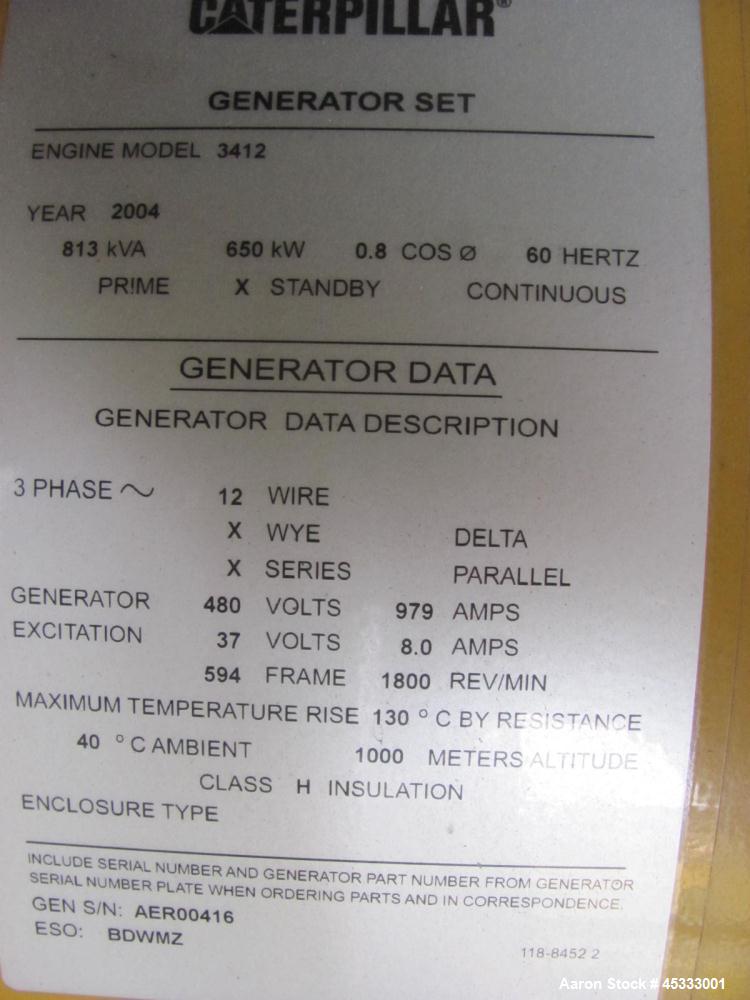 CATERPILLAR®
GENERATOR SET
ENGINE MODEL 3412
YEAR 2004
813 kVA 650 kW 0.8 COS Ø 60 HERTZ
PR!ME X STANDBY CONTINUOUS
GENERATOR DATA
GENERATOR DATA DESCRIPTION
3 PHASE ~ 12 WIRE
X WYE DELTA
X SERIES PARALLEL
GENERATOR 480 VOLTS 979 AMPS
EXCITATION 37 VOLTS 8.0 AMPS
594 FRAME 1800 REV/MIN
MAXIMUM TEMPERATURE RISE 130 ° C BY RESISTANCE
40 ° C AMBIENT 1000 METERS ALTITUDE
CLASS H INSULATION
ENCLOSURE TYPE
INCLUDE SERIAL NUMBER AND GENERATOR PART NUMBER FROM GENERATOR
SERIAL NUMBER PLATE WHEN ORDERING PARTS AND IN CORRESPONDENCE.
GEN S/N: AER00416
ESO: BDWMZ
118-8452 2
Aaron Stock # 45333001